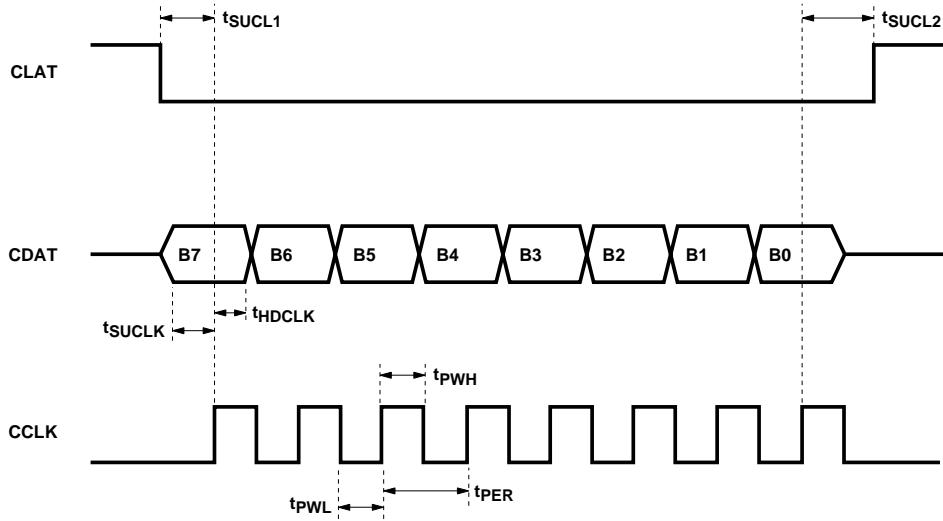 tSUCL1
tSUCL2
CLAT
CDAT
B7 B6 B5 B4 B3 B2 B1 B0
tSUCLK
tHDCLK
tPWH
CCLK
tPWL
tPER